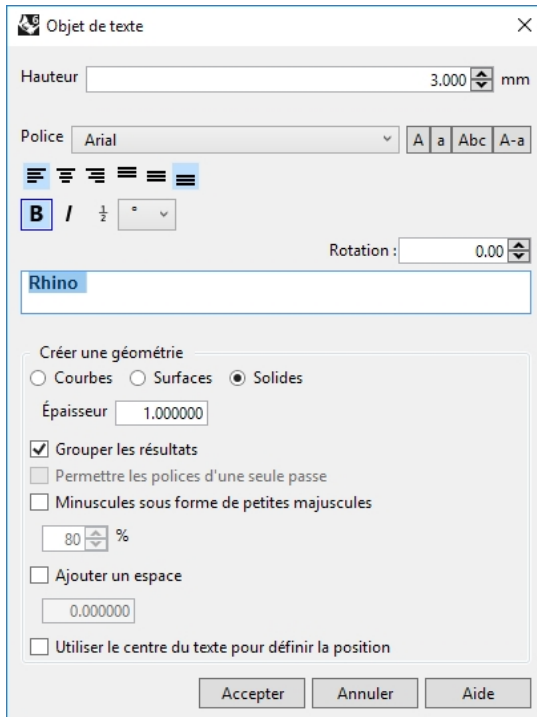 Objet de texte
Hauteur 3.000 mm
Police Arial A a Abc A-a
B I ½ °
Rotation : 0.00
Rhino
Créer une géométrie
Courbes Surfaces Solides
Épaisseur 1.000000
Grouper les résultats
Permettre les polices d'une seule passe
Minuscules sous forme de petites majuscules
80 %
Ajouter un espace
0.000000
Utiliser le centre du texte pour définir la position
Accepter Annuler Aide